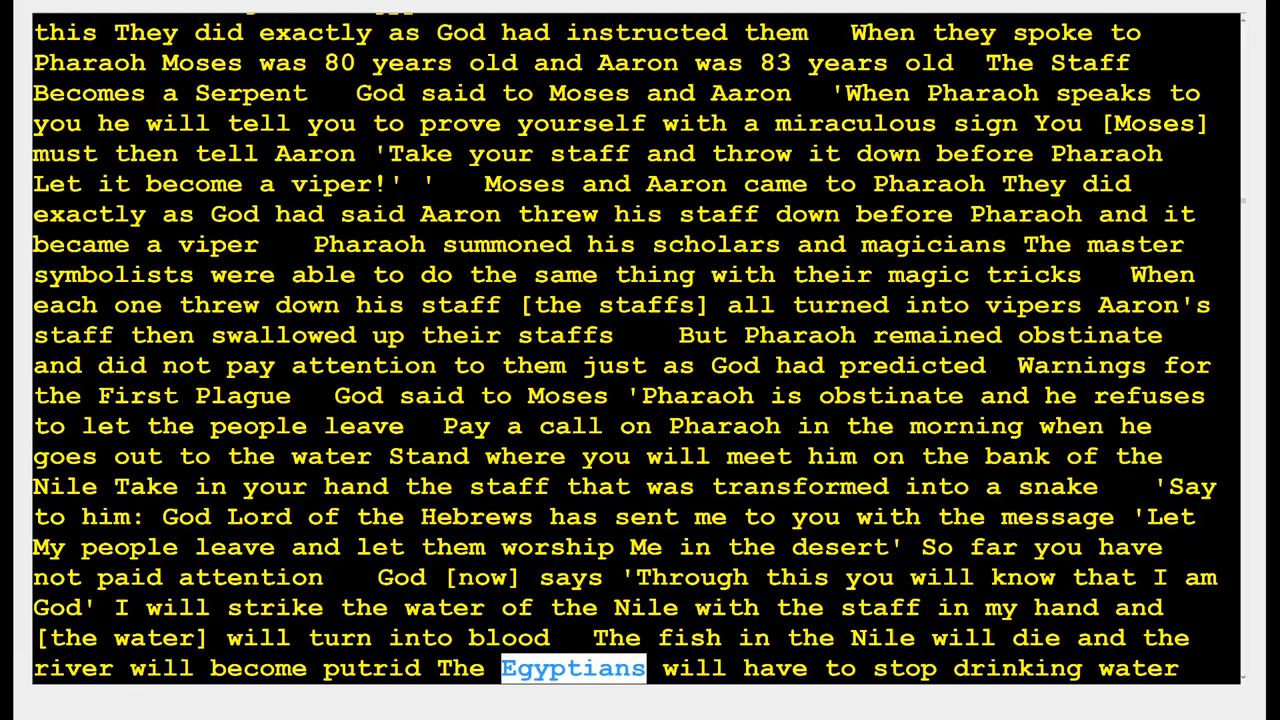 this They did exactly as God had instructed them When they spoke to
Pharaoh Moses was 80 years old and Aaron was 83 years old The Staff
Becomes a Serpent God said to Moses and Aaron 'When Pharaoh speaks to
you he will tell you to prove yourself with a miraculous sign You [Moses]
must then tell Aaron 'Take your staff and throw it down before Pharaoh
Let it become a viper!' ' Moses and Aaron came to Pharaoh They did
exactly as God had said Aaron threw his staff down before Pharaoh and it
became a viper Pharaoh summoned his scholars and magicians The master
symbolists were able to do the same thing with their magic tricks When
each one threw down his staff [the staffs] all turned into vipers Aaron's
staff then swallowed up their staffs But Pharaoh remained obstinate
and did not pay attention to them just as God had predicted Warnings for
the First Plague God said to Moses 'Pharaoh is obstinate and he refuses
to let the people leave Pay a call on Pharaoh in the morning when he
goes out to the water Stand where you will meet him on the bank of the
Nile Take in your hand the staff that was transformed into a snake 'Say
to him: God Lord of the Hebrews has sent me to you with the message 'Let
My people leave and let them worship Me in the desert' So far you have
not paid attention God [now] says 'Through this you will know that I am
God' I will strike the water of the Nile with the staff in my hand and
[the water] will turn into blood The fish in the Nile will die and the
river will become putrid The Egyptians will have to stop drinking water